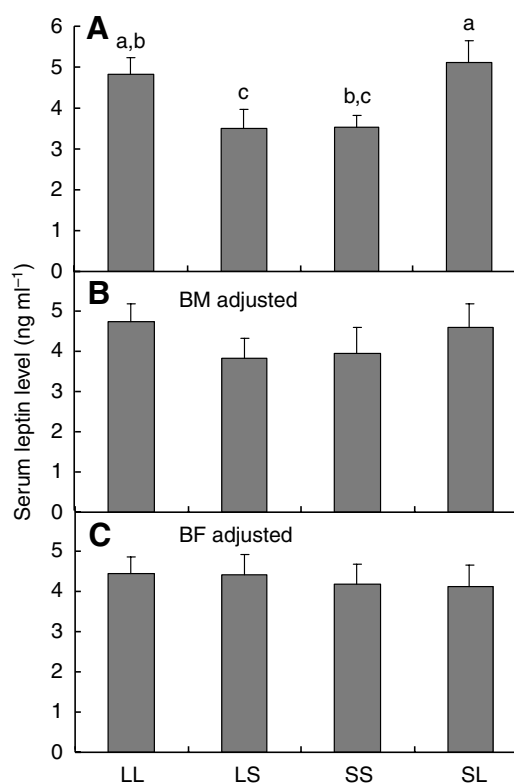 Serum leptin level (ng ml⁻¹)
A
6
5
4
3
2
1
0
a,b
c
b,c
a
B
BM adjusted
5
4
3
2
1
0
C
BF adjusted
5
4
3
2
1
0
LL LS SS SL